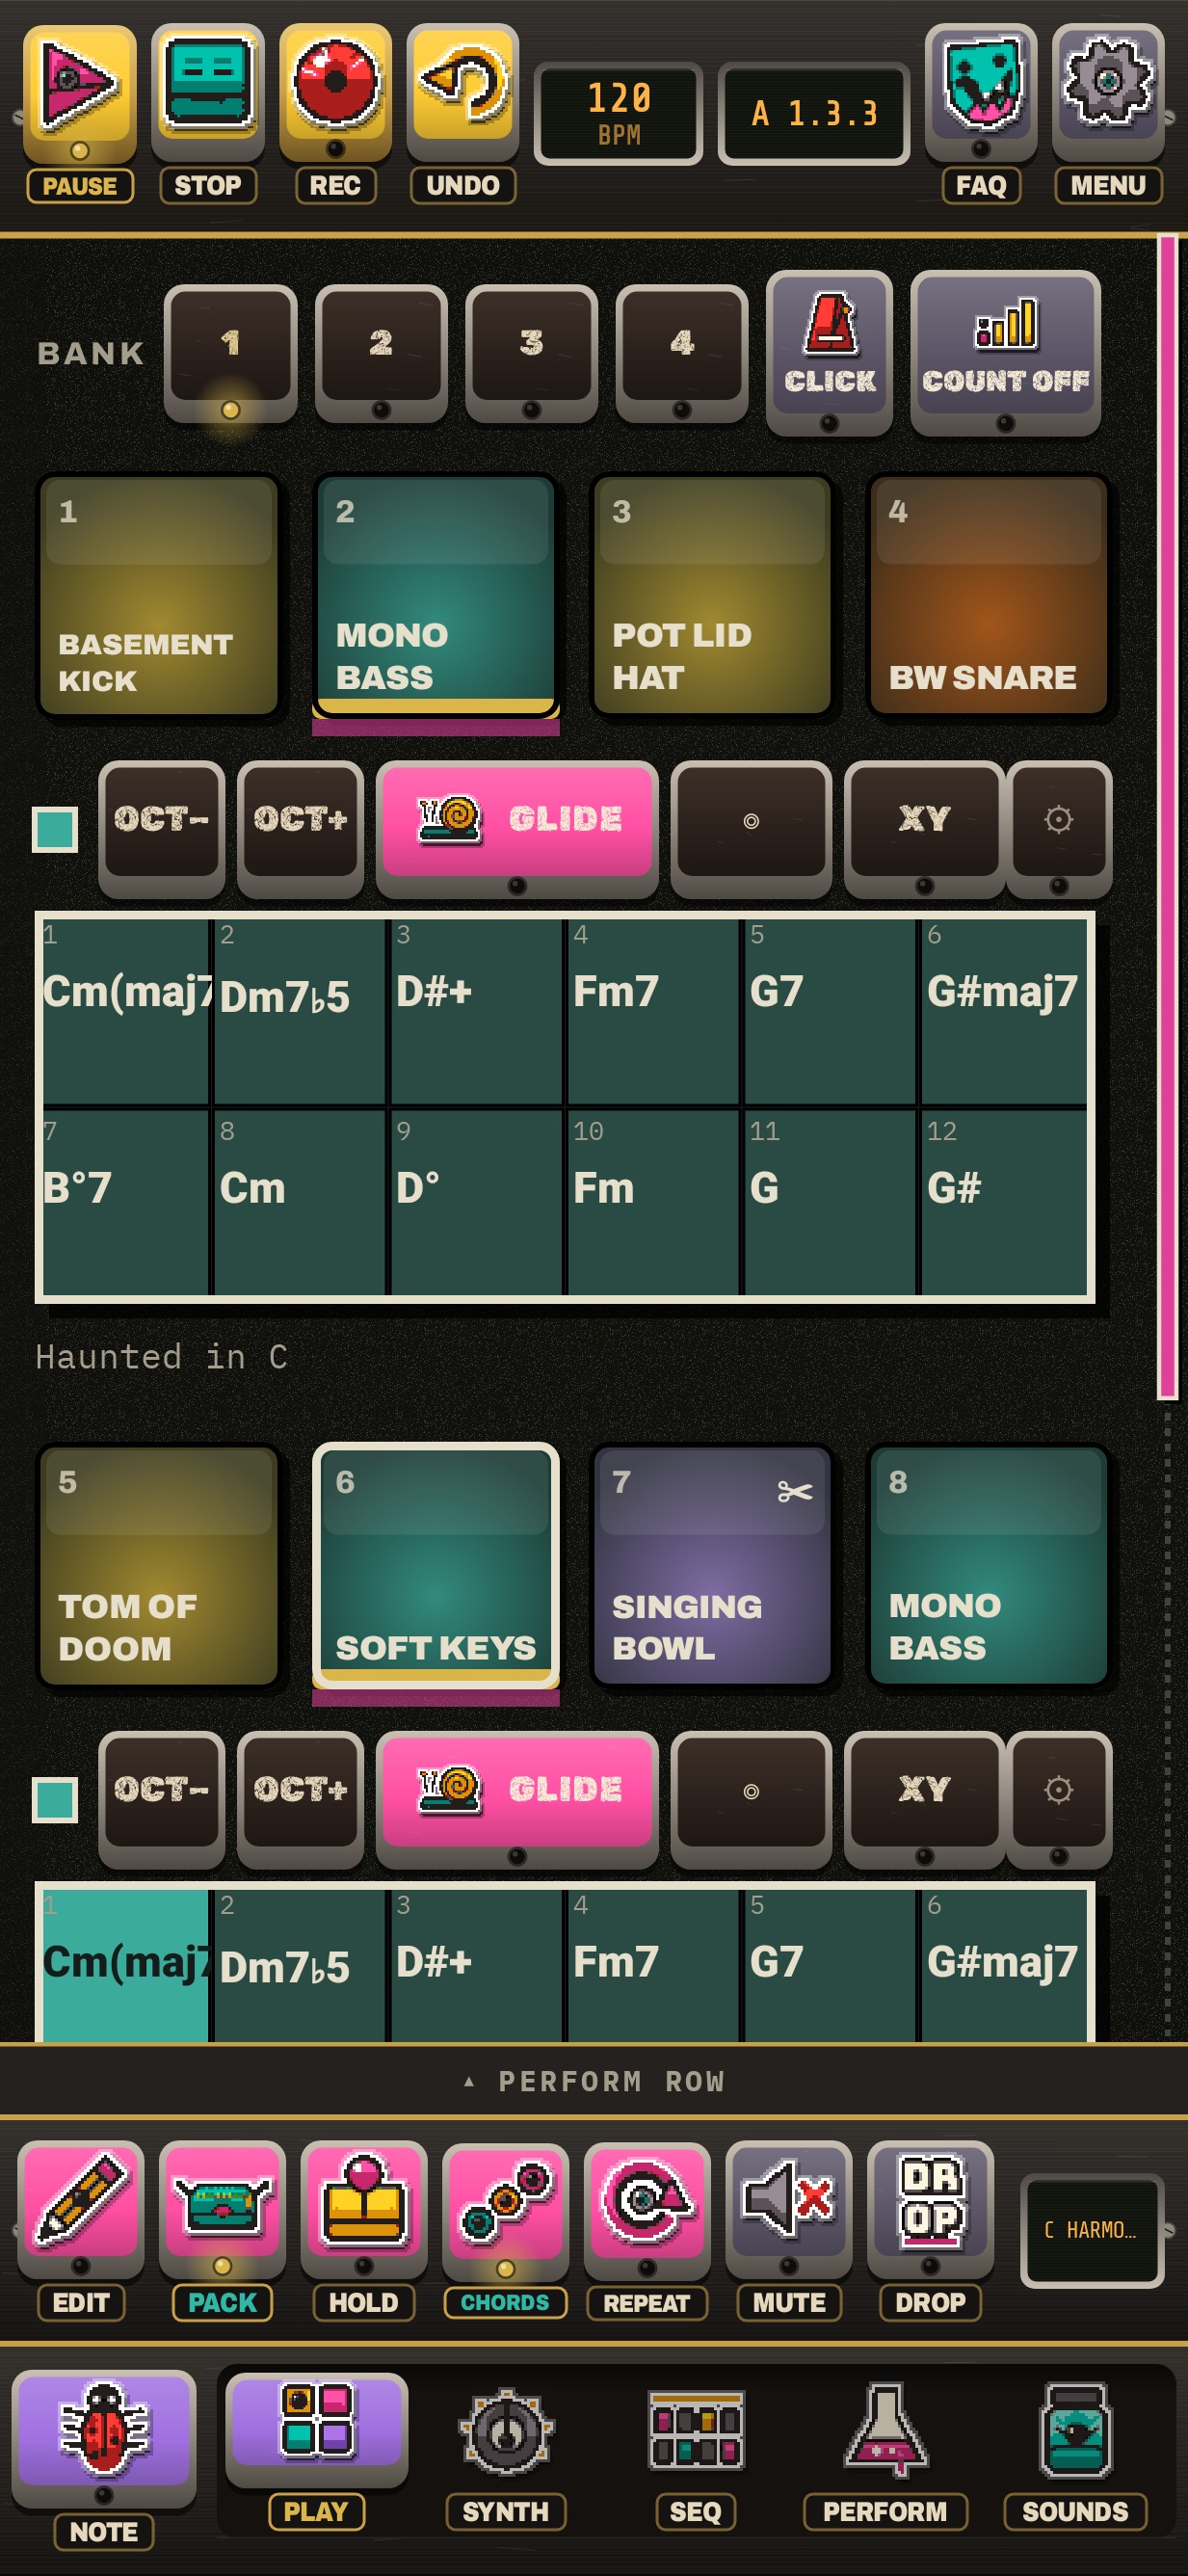 120
BPM
A 1.3.3
PAUSE
STOP
REC
UNDO
FAQ
MENU
BANK
1
2
3
4
CLICK
COUNT OFF
1
BASEMENT
KICK
2
MONO
BASS
3
POT LID
HAT
4
BW SNARE
OCT-
OCT+
GLIDE
XY
1
Cm(maj7
2
Dm7♭5
3
D#+
4
Fm7
5
G7
6
G#maj7
7
B°7
8
Cm
9
D°
10
Fm
11
G
12
G#
Haunted in C
5
TOM OF
DOOM
6
SOFT KEYS
7
SINGING
BOWL
8
MONO
BASS
OCT-
OCT+
GLIDE
XY
1
Cm(maj7
2
Dm7♭5
3
D#+
4
Fm7
5
G7
6
G#maj7
▲ PERFORM ROW
DR
OP
C HARMO…
EDIT
PACK
HOLD
CHORDS
REPEAT
MUTE
DROP
NOTE
PLAY
SYNTH
SEQ
PERFORM
SOUNDS